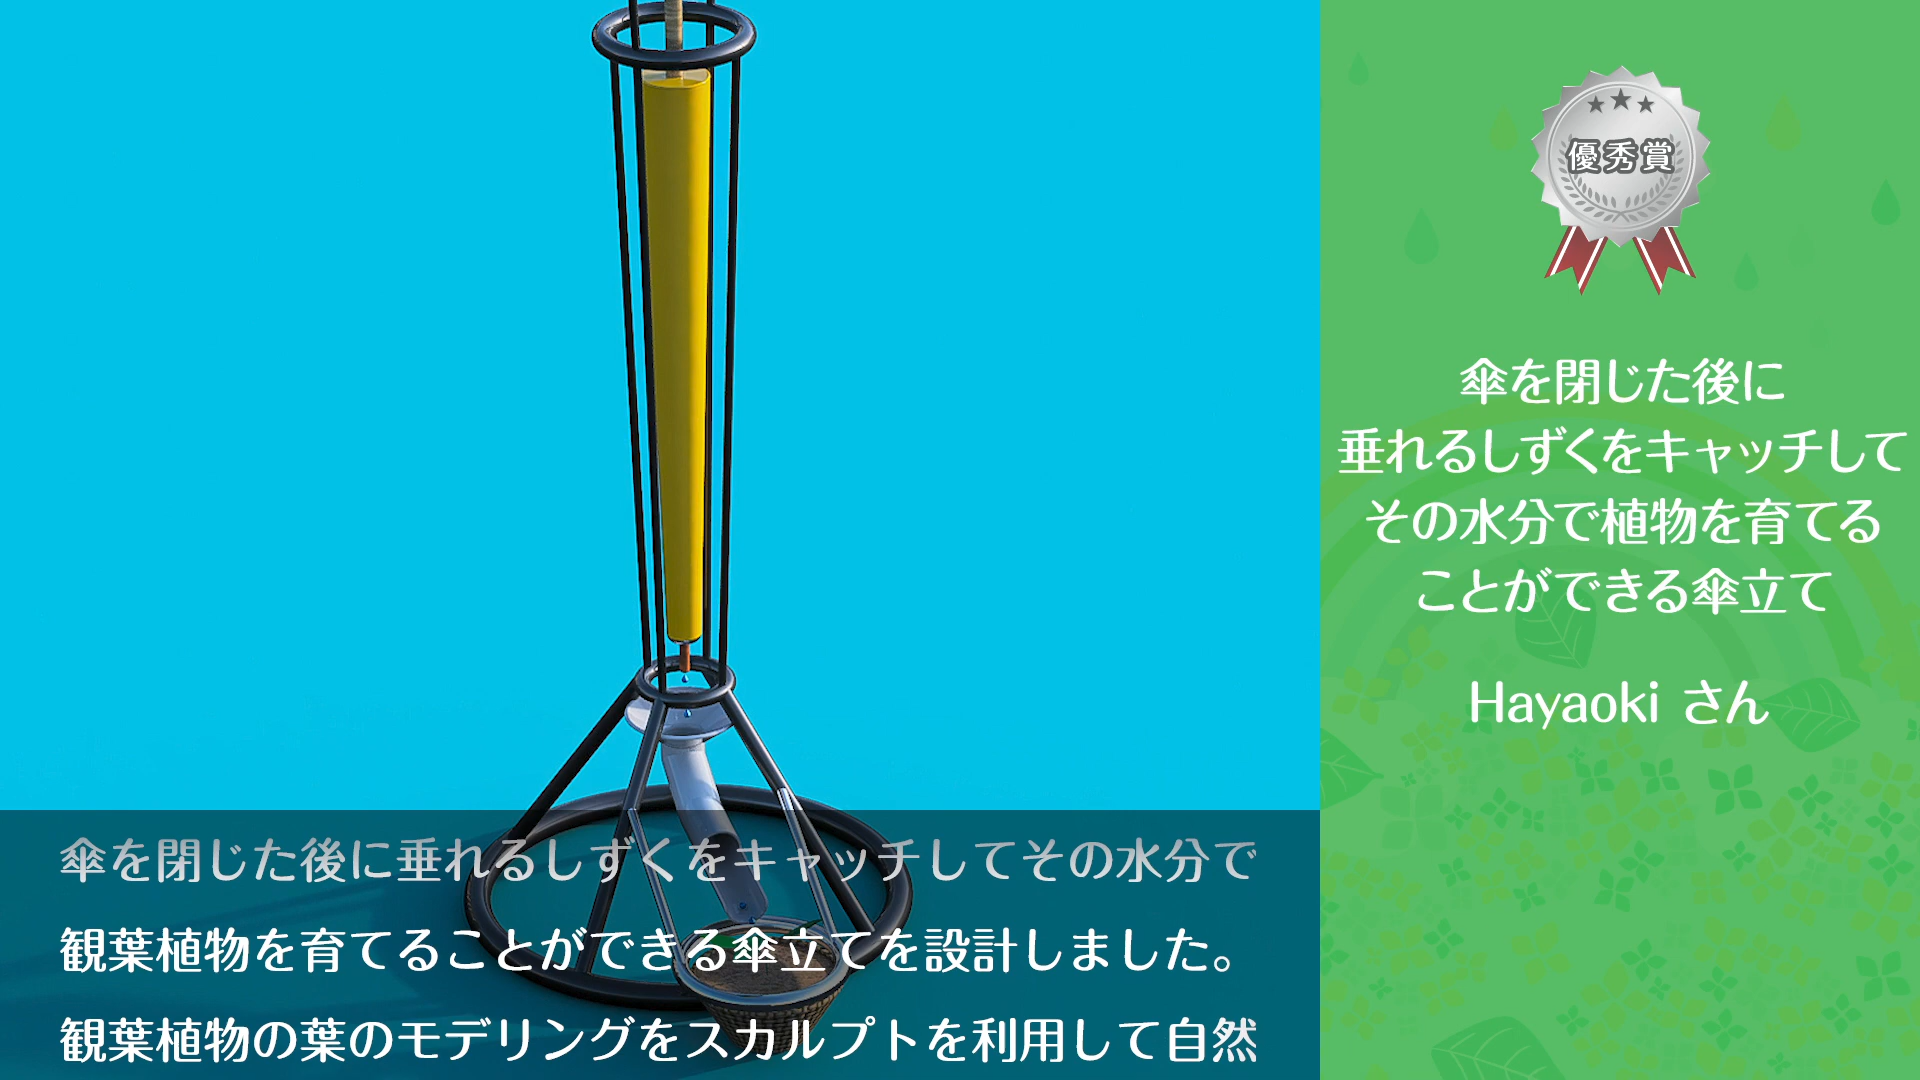 優秀賞
傘を閉じた後に
垂れるしずくをキャッチして
その水分で植物を育てる
ことができる傘立て
Hayaoki さん
傘を閉じた後に垂れるしずくをキャッチしてその水分で
観葉植物を育てることができる傘立てを設計しました。
観葉植物の葉のモデリングをスカルプトを利用して自然